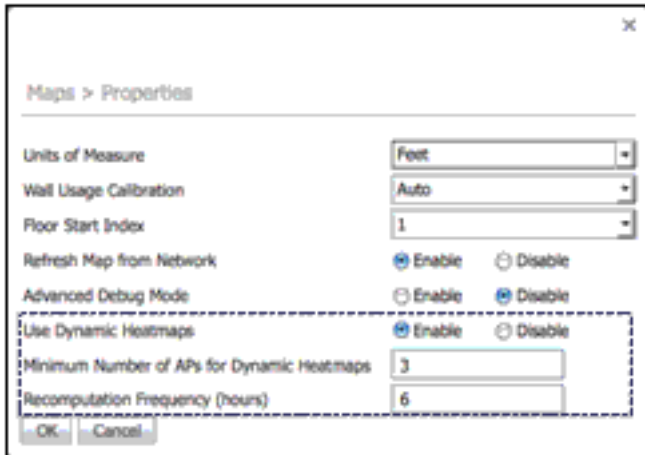 Maps > Properties
Units of Measure Feet
Wall Usage Calibration Auto
Floor Start Index 1
Refresh Map from Network Enable Disable
Advanced Debug Mode Enable Disable
Use Dynamic Heatmaps Enable Disable
Minimum Number of APs for Dynamic Heatmaps 3
Recomputation Frequency (hours) 6
OK Cancel